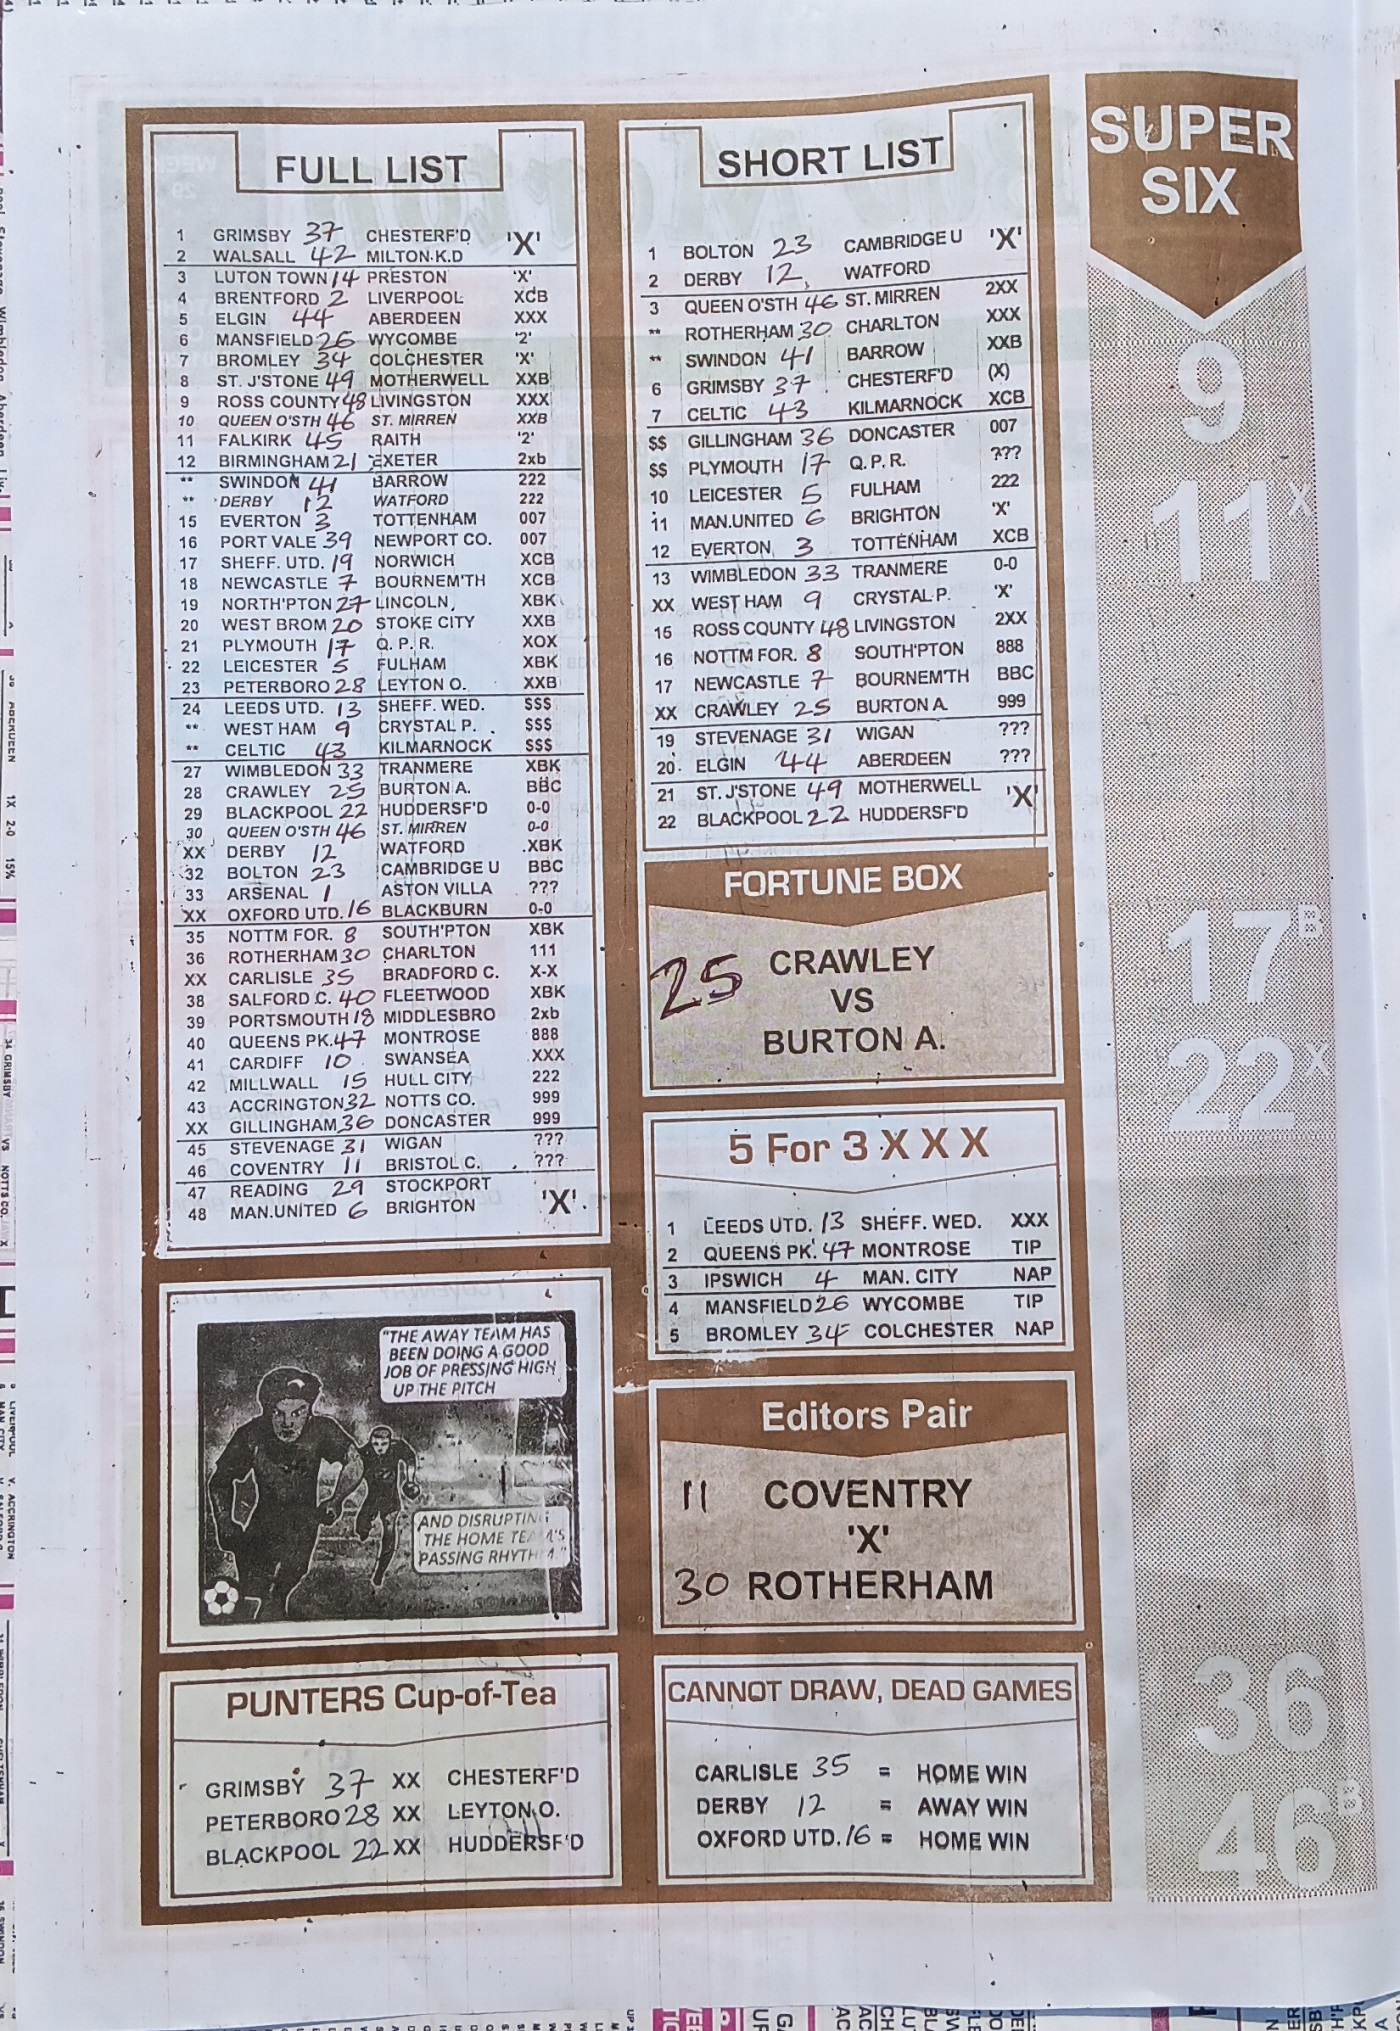 FULL LIST
1 GRIMSBY 37 CHESTERF'D 'X'
2 WALSALL 42 MILTON.K.D
3 LUTON TOWN 14 PRESTON 'X'
4 BRENTFORD 2 LIVERPOOL XCB
5 ELGIN 44 ABERDEEN XXX
6 MANSFIELD 26 WYCOMBE '2'
7 BROMLEY 34 COLCHESTER 'X'
8 ST. J'STONE 49 MOTHERWELL XXB
9 ROSS COUNTY 48 LIVINGSTON XXX
10 QUEEN O'STH 46 ST. MIRREN XXB
11 FALKIRK 45 RAITH '2'
12 BIRMINGHAM 21 EXETER 2xb
** SWINDON 41 BARROW 222
** DERBY 12 WATFORD 222
15 EVERTON 3 TOTTENHAM 007
16 PORT VALE 39 NEWPORT CO. 007
17 SHEFF. UTD. 19 NORWICH XCB
18 NEWCASTLE 7 BOURNEM'TH XCB
19 NORTH'PTON 27 LINCOLN XBK
20 WEST BROM 20 STOKE CITY XXB
21 PLYMOUTH 17 Q. P. R. XOX
22 LEICESTER 5 FULHAM XBK
23 PETERBORO 28 LEYTON O. XXB
24 LEEDS UTD. 13 SHEFF. WED. $$$
** WEST HAM 9 CRYSTAL P. $$$
** CELTIC 43 KILMARNOCK $$$
27 WIMBLEDON 33 TRANMERE XBK
28 CRAWLEY 25 BURTON A. BBC
29 BLACKPOOL 22 HUDDERSF'D 0-0
30 QUEEN O'STH 46 ST. MIRREN 0-0
XX DERBY 12 WATFORD XBK
32 BOLTON 23 CAMBRIDGE U BBC
33 ARSENAL 1 ASTON VILLA ???
XX OXFORD UTD. 16 BLACKBURN 0-0
35 NOTTM FOR. 8 SOUTH'PTON XBK
36 ROTHERHAM 30 CHARLTON 111
XX CARLISLE 35 BRADFORD C. X-X
38 SALFORD C. 40 FLEETWOOD XBK
39 PORTSMOUTH 18 MIDDLESBRO 2xb
40 QUEENS PK. 47 MONTROSE 888
41 CARDIFF 10 SWANSEA XXX
42 MILLWALL 15 HULL CITY 222
43 ACCRINGTON 32 NOTTS CO. 999
XX GILLINGHAM 36 DONCASTER 999
45 STEVENAGE 31 WIGAN ???
46 COVENTRY 11 BRISTOL C. ???
47 READING 29 STOCKPORT
48 MAN.UNITED 6 BRIGHTON 'X'
"THE AWAY TEAM HAS
BEEN DOING A GOOD
JOB OF PRESSING HIGH
UP THE PITCH
AND DISRUPTING
THE HOME TEAM'S
PASSING RHYTHM."
PUNTERS Cup-of-Tea
GRIMSBY 37 XX CHESTERF'D
PETERBORO 28 XX LEYTON O.
BLACKPOOL 22 XX HUDDERSF'D
SHORT LIST
1 BOLTON 23 CAMBRIDGE U 'X'
2 DERBY 12 WATFORD
3 QUEEN O'STH 46 ST. MIRREN 2XX
** ROTHERHAM 30 CHARLTON XXX
** SWINDON 41 BARROW XXB
6 GRIMSBY 37 CHESTERF'D (X)
7 CELTIC 43 KILMARNOCK XCB
$$ GILLINGHAM 36 DONCASTER 007
$$ PLYMOUTH 17 Q. P. R. ???
10 LEICESTER 5 FULHAM 222
11 MAN.UNITED 6 BRIGHTON 'X'
12 EVERTON 3 TOTTENHAM XCB
13 WIMBLEDON 33 TRANMERE 0-0
XX WEST HAM 9 CRYSTAL P. 'X'
15 ROSS COUNTY 48 LIVINGSTON 2XX
16 NOTTM FOR. 8 SOUTH'PTON 888
17 NEWCASTLE 7 BOURNEM'TH BBC
XX CRAWLEY 25 BURTON A. 999
19 STEVENAGE 31 WIGAN ???
20 ELGIN 44 ABERDEEN ???
21 ST. J'STONE 49 MOTHERWELL 'X'
22 BLACKPOOL 22 HUDDERSF'D
FORTUNE BOX
25 CRAWLEY
VS
BURTON A.
5 For 3 X X X
1 LEEDS UTD. 13 SHEFF. WED. XXX
2 QUEENS PK. 47 MONTROSE TIP
3 IPSWICH 4 MAN. CITY NAP
4 MANSFIELD 26 WYCOMBE TIP
5 BROMLEY 34 COLCHESTER NAP
Editors Pair
11 COVENTRY
'X'
30 ROTHERHAM
CANNOT DRAW, DEAD GAMES
CARLISLE 35 = HOME WIN
DERBY 12 = AWAY WIN
OXFORD UTD. 16 = HOME WIN
SUPER
SIX
9
11 X
17 B
22 X
36
46 B